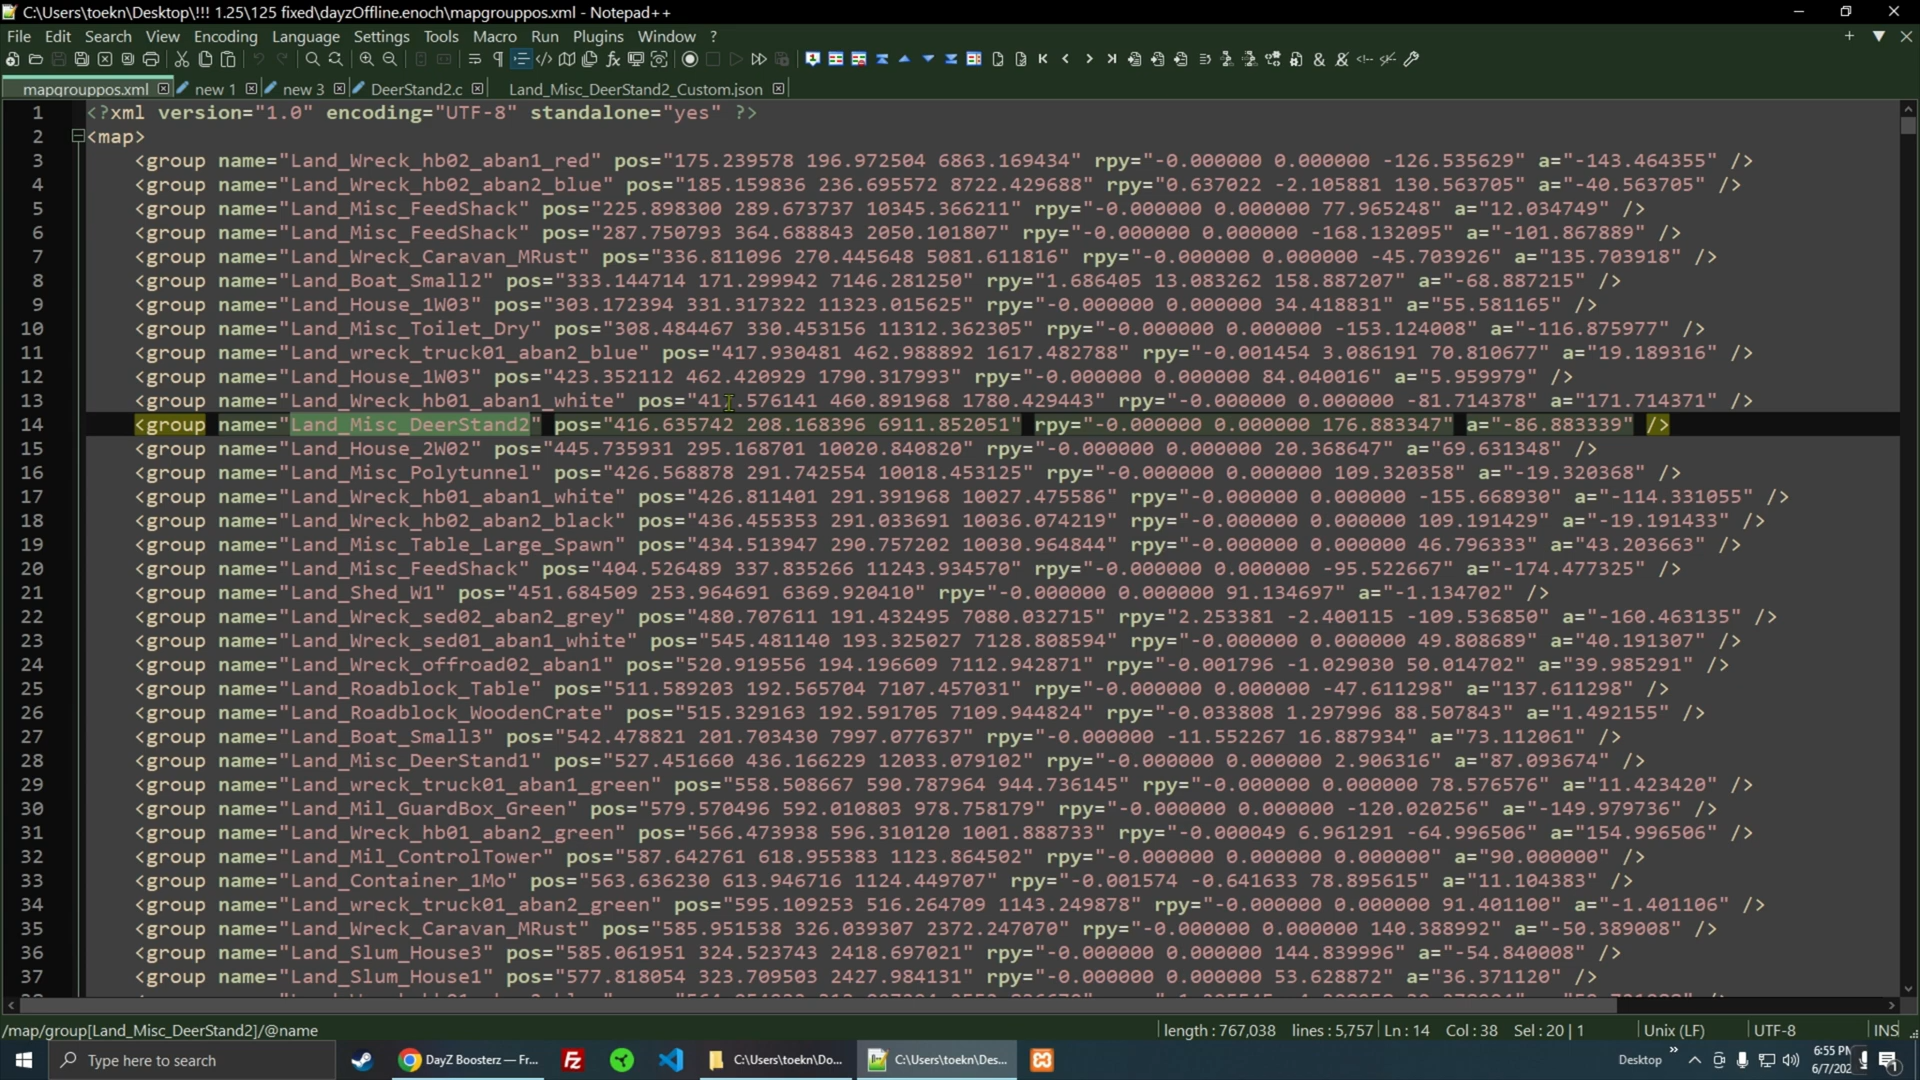 C:\Users\toekn\Desktop\!!! 1.25\125 fixed\dayzOffline.enoch\mapgrouppos.xml - Notepad++
File Edit Search View Encoding Language Settings Tools Macro Run Plugins Window ?
mapgrouppos.xml new 1 new 3 DeerStand2.c Land_Misc_DeerStand2_Custom.json
1 <?xml version="1.0" encoding="UTF-8" standalone="yes" ?>
2 <map>
3 <group name="Land_Wreck_hb02_aban1_red" pos="175.239578 196.972504 6863.169434" rpy="-0.000000 0.000000 -126.535629" a="-143.464355" />
4 <group name="Land_Wreck_hb02_aban2_blue" pos="185.159836 236.695572 8722.429688" rpy="0.637022 -2.105881 130.563705" a="-40.563705" />
5 <group name="Land_Misc_FeedShack" pos="225.898300 289.673737 10345.366211" rpy="-0.000000 0.000000 77.965248" a="12.034749" />
6 <group name="Land_Misc_FeedShack" pos="287.750793 364.688843 2050.101807" rpy="-0.000000 0.000000 -168.132095" a="-101.867889" />
7 <group name="Land_Wreck_Caravan_MRust" pos="336.811096 270.445648 5081.611816" rpy="-0.000000 0.000000 -45.703926" a="135.703918" />
8 <group name="Land_Boat_Small2" pos="333.144714 171.299942 7146.281250" rpy="1.686405 13.083262 158.887207" a="-68.887215" />
9 <group name="Land_House_1W03" pos="303.172394 331.317322 11323.015625" rpy="-0.000000 0.000000 34.418831" a="55.581165" />
10 <group name="Land_Misc_Toilet_Dry" pos="308.484467 330.453156 11312.362305" rpy="-0.000000 0.000000 -153.124008" a="-116.875977" />
11 <group name="Land_wreck_truck01_aban2_blue" pos="417.930481 462.988892 1617.482788" rpy="-0.001454 3.086191 70.810677" a="19.189316" />
12 <group name="Land_House_1W03" pos="423.352112 462.420929 1790.317993" rpy="-0.000000 0.000000 84.040016" a="5.959979" />
13 <group name="Land_Wreck_hb01_aban1_white" 460.891968 1780.429443" rpy="-0.000000 0.000000 -81.714378" a="171.714371" />
14 <group name="Land_Misc_DeerStand2" pos="416.635742 208.168396 6911.852051" rpy="-0.000000 0.000000 176.883347" a="-86.883339" />
15 <group name="Land_House_2W02" pos="445.735931 295.168701 10020.840820" rpy="-0.000000 0.000000 20.368647" a="69.631348" />
16 <group name="Land_Misc_Polytunnel" pos="426.568878 291.742554 10018.453125" rpy="-0.000000 0.000000 109.320358" a="-19.320368" />
17 <group name="Land_Wreck_hb01_aban1_white" pos="426.811401 291.391968 10027.475586" rpy="-0.000000 0.000000 -155.668930" a="-114.331055" />
18 <group name="Land_Wreck_hb02_aban2_black" pos="436.455353 291.033691 10036.074219" rpy="-0.000000 0.000000 109.191429" a="-19.191433" />
19 <group name="Land_Misc_Table_Large_Spawn" pos="434.513947 290.757202 10030.964844" rpy="-0.000000 0.000000 46.796333" a="43.203663" />
20 <group name="Land_Misc_FeedShack" pos="404.526489 337.835266 11243.934570" rpy="-0.000000 0.000000 -95.522667" a="-174.477325" />
21 <group name="Land_Shed_W1" pos="451.684509 253.964691 6369.920410" rpy="-0.000000 0.000000 91.134697" a="-1.134702" />
22 <group name="Land_Wreck_sed02_aban2_grey" pos="480.707611 191.432495 7080.032715" rpy="2.253381 -2.400115 -109.536850" a="-160.463135" />
23 <group name="Land_Wreck_sed01_aban1_white" pos="545.481140 193.325027 7128.808594" rpy="-0.000000 0.000000 49.808689" a="40.191307" />
24 <group name="Land_Wreck_offroad02_aban1" pos="520.919556 194.196609 7112.942871" rpy="-0.001796 -1.029030 50.014702" a="39.985291" />
25 <group name="Land_Roadblock_Table" pos="511.589203 192.565704 7107.457031" rpy="-0.000000 0.000000 -47.611298" a="137.611298" />
26 <group name="Land_Roadblock_WoodenCrate" pos="515.329163 192.591705 7109.944824" rpy="-0.033808 1.297996 88.507843" a="1.492155" />
27 <group name="Land_Boat_Small3" pos="542.478821 201.703430 7997.077637" rpy="-0.000000 -11.552267 16.887934" a="73.112061" />
28 <group name="Land_Misc_DeerStand1" pos="527.451660 436.166229 12033.079102" rpy="-0.000000 0.000000 2.906316" a="87.093674" />
29 <group name="Land_wreck_truck01_aban1_green" pos="558.508667 590.787964 944.736145" rpy="-0.000000 0.000000 78.576576" a="11.423420" />
30 <group name="Land_Mil_GuardBox_Green" pos="579.570496 592.010803 978.758179" rpy="-0.000000 0.000000 -120.020256" a="-149.979736" />
31 <group name="Land_Wreck_hb01_aban2_green" pos="566.473938 596.310120 1001.888733" rpy="-0.000049 6.961291 -64.996506" a="154.996506" />
32 <group name="Land_Mil_ControlTower" pos="587.642761 618.955383 1123.864502" rpy="-0.000000 0.000000 0.000000" a="90.000000" />
33 <group name="Land_Container_1Mo" pos="563.636230 613.946716 1124.449707" rpy="-0.001574 -0.641633 78.895615" a="11.104383" />
34 <group name="Land_wreck_truck01_aban2_green" pos="595.109253 516.264709 1143.249878" rpy="-0.000000 0.000000 91.401100" a="-1.401106" />
35 <group name="Land_Wreck_Caravan_MRust" pos="585.951538 326.039307 2372.247070" rpy="-0.000000 0.000000 140.388992" a="-50.389008" />
36 <group name="Land_Slum_House3" pos="585.061951 324.523743 2418.697021" rpy="-0.000000 0.000000 144.839996" a="-54.840008" />
37 <group name="Land_Slum_House1" pos="577.818054 323.709503 2427.984131" rpy="-0.000000 0.000000 53.628872" a="36.371120" />
/map/group[Land_Misc_DeerStand2]/@name length : 767,038 lines : 5,757 Ln : 14 Col : 38 Sel : 20 | 1 Unix (LF) UTF-8 INS
Type here to search DayZ Boosterz — Fr... C:\Users\toekn\Do... C:\Users\toekn\Des... Desktop 6:55 PM